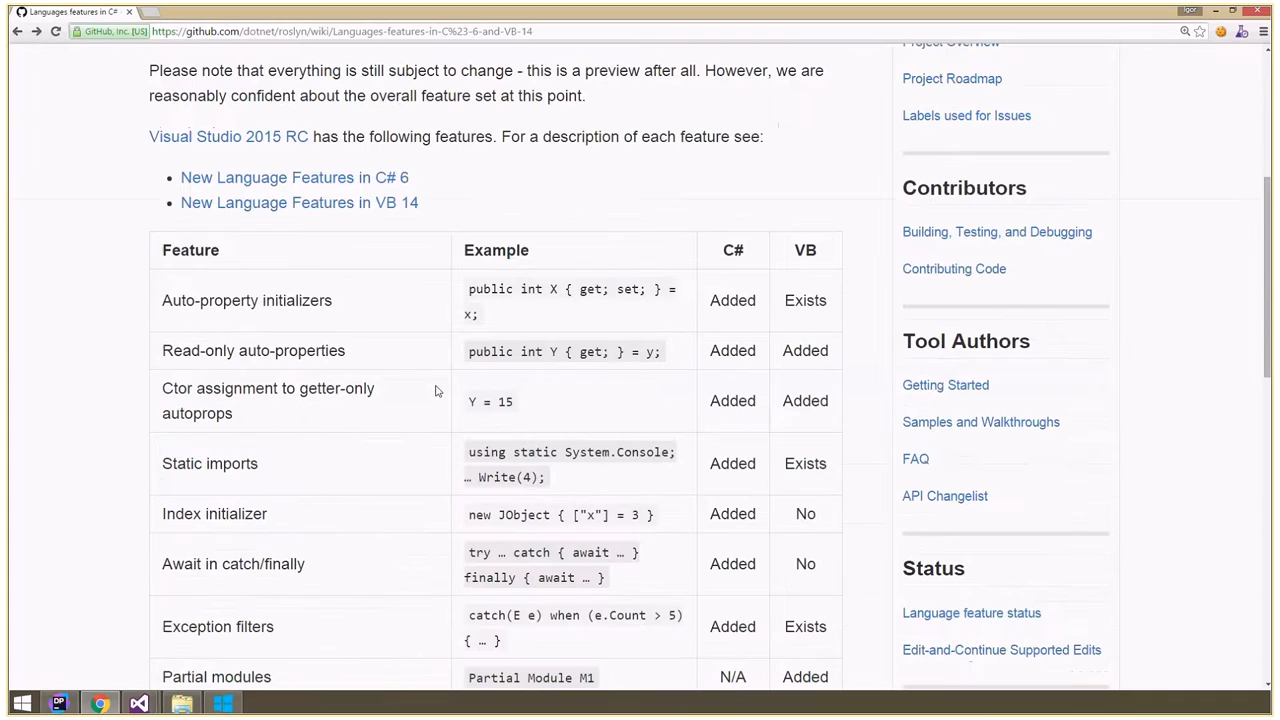 Languages features in C#
Igor
GitHub, Inc. [US]
https://github.com/dotnet/roslyn/wiki/Languages-features-in-C%23-6-and-VB-14
Please note that everything is still subject to change - this is a preview after all. However, we are
reasonably confident about the overall feature set at this point.
Visual Studio 2015 RC has the following features. For a description of each feature see:
• New Language Features in C# 6
• New Language Features in VB 14
Feature Example C# VB
Auto-property initializers public int X { get; set; } = Added Exists
x;
Read-only auto-properties public int Y { get; } = y; Added Added
Ctor assignment to getter-only
autoprops Y = 15 Added Added
Static imports using static System.Console; Added Exists
… Write(4);
Index initializer new JObject { ["x"] = 3 } Added No
Await in catch/finally try … catch { await … } Added No
finally { await … }
Exception filters catch(E e) when (e.Count > 5) Added Exists
{ … }
Partial modules Partial Module M1 N/A Added
Project Overview
Project Roadmap
Labels used for Issues
Contributors
Building, Testing, and Debugging
Contributing Code
Tool Authors
Getting Started
Samples and Walkthroughs
FAQ
API Changelist
Status
Language feature status
Edit-and-Continue Supported Edits
DP